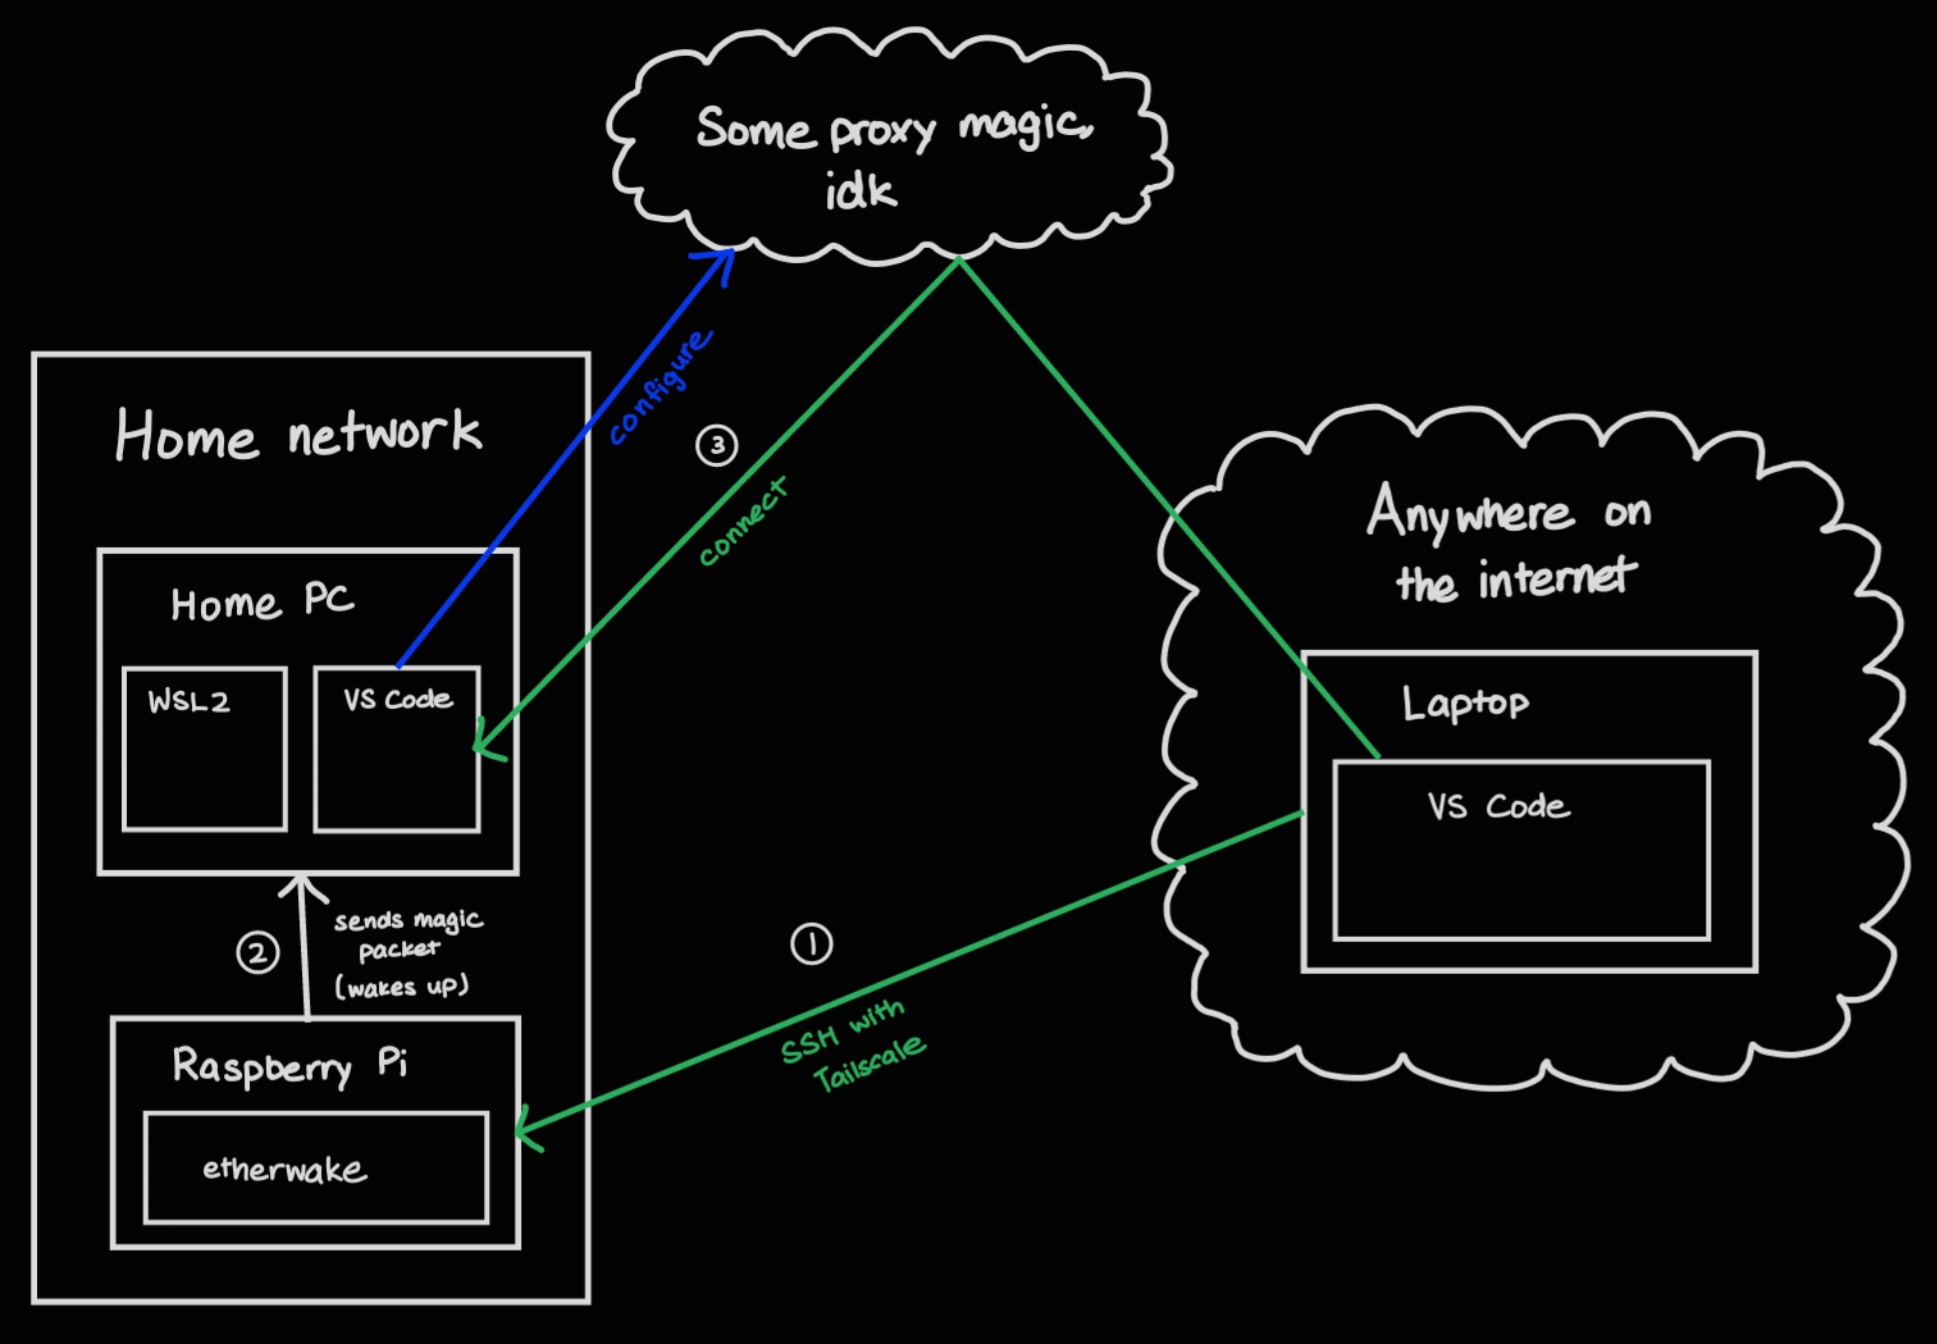 Some proxy magic,
idk
configure
③
connect
Home network
Home PC
WSL2
VS Code
②
sends magic
packet
(wakes up)
Raspberry Pi
etherwake
①
SSH with
Tailscale
Anywhere on
the internet
Laptop
VS Code